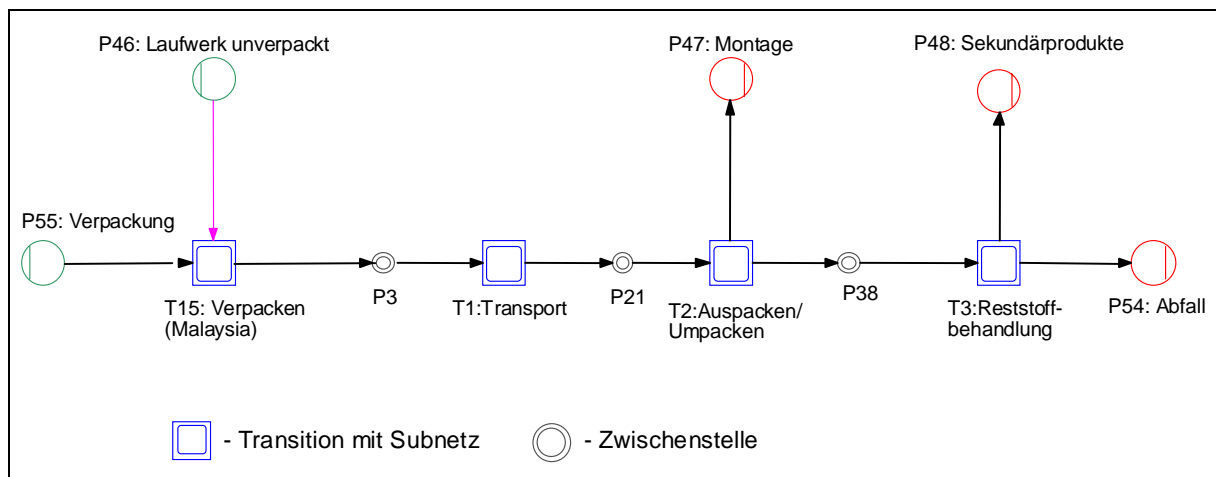 P46: Laufwerk unverpackt
P47: Montage
P48: Sekundärprodukte
P55: Verpackung
T15: Verpacken
(Malaysia)
P3
T1:Transport
P21
T2:Auspacken/
Umpacken
P38
T3:Reststoff-
behandlung
P54: Abfall
- Transition mit Subnetz
- Zwischenstelle